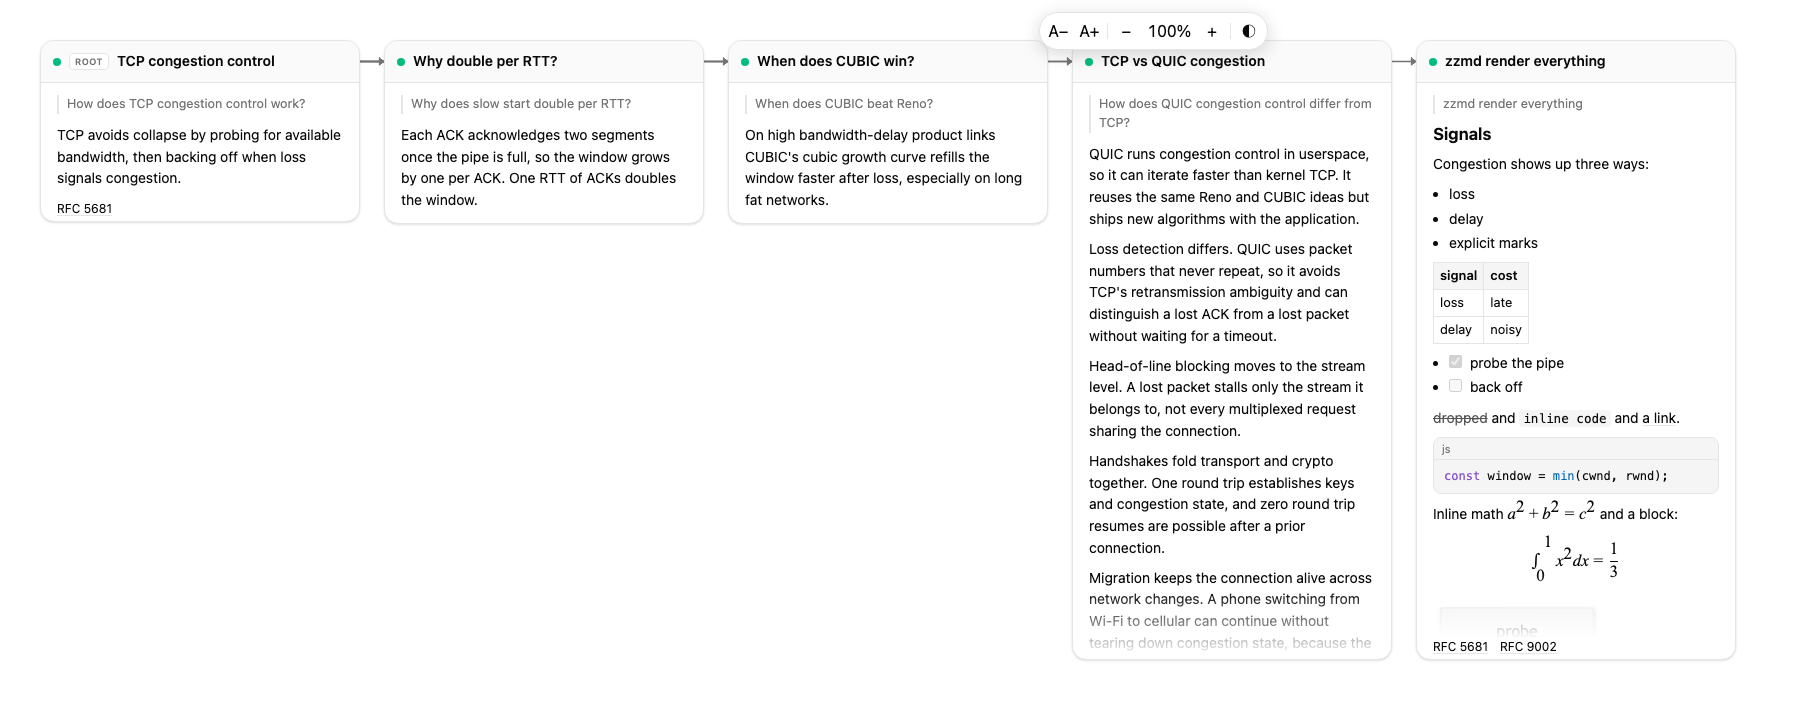 A− A+ − 100% +
ROOT TCP congestion control
How does TCP congestion control work?
TCP avoids collapse by probing for available
bandwidth, then backing off when loss
signals congestion.
RFC 5681
Why double per RTT?
Why does slow start double per RTT?
Each ACK acknowledges two segments
once the pipe is full, so the window grows
by one per ACK. One RTT of ACKs doubles
the window.
When does CUBIC win?
When does CUBIC beat Reno?
On high bandwidth-delay product links
CUBIC's cubic growth curve refills the
window faster after loss, especially on long
fat networks.
TCP vs QUIC congestion
How does QUIC congestion control differ from
TCP?
QUIC runs congestion control in userspace,
so it can iterate faster than kernel TCP. It
reuses the same Reno and CUBIC ideas but
ships new algorithms with the application.
Loss detection differs. QUIC uses packet
numbers that never repeat, so it avoids
TCP's retransmission ambiguity and can
distinguish a lost ACK from a lost packet
without waiting for a timeout.
Head-of-line blocking moves to the stream
level. A lost packet stalls only the stream it
belongs to, not every multiplexed request
sharing the connection.
Handshakes fold transport and crypto
together. One round trip establishes keys
and congestion state, and zero round trip
resumes are possible after a prior
connection.
Migration keeps the connection alive across
network changes. A phone switching from
Wi-Fi to cellular can continue without
tearing down congestion state, because the
zzmd render everything
zzmd render everything
Signals
Congestion shows up three ways:
• loss
• delay
• explicit marks
signal cost
loss late
delay noisy
• probe the pipe
• back off
dropped and inline code and a link.
js
const window = min(cwnd, rwnd);
Inline math a² + b² = c² and a block:
∫₀¹ x² dx = 1/3
probe
RFC 5681 RFC 9002